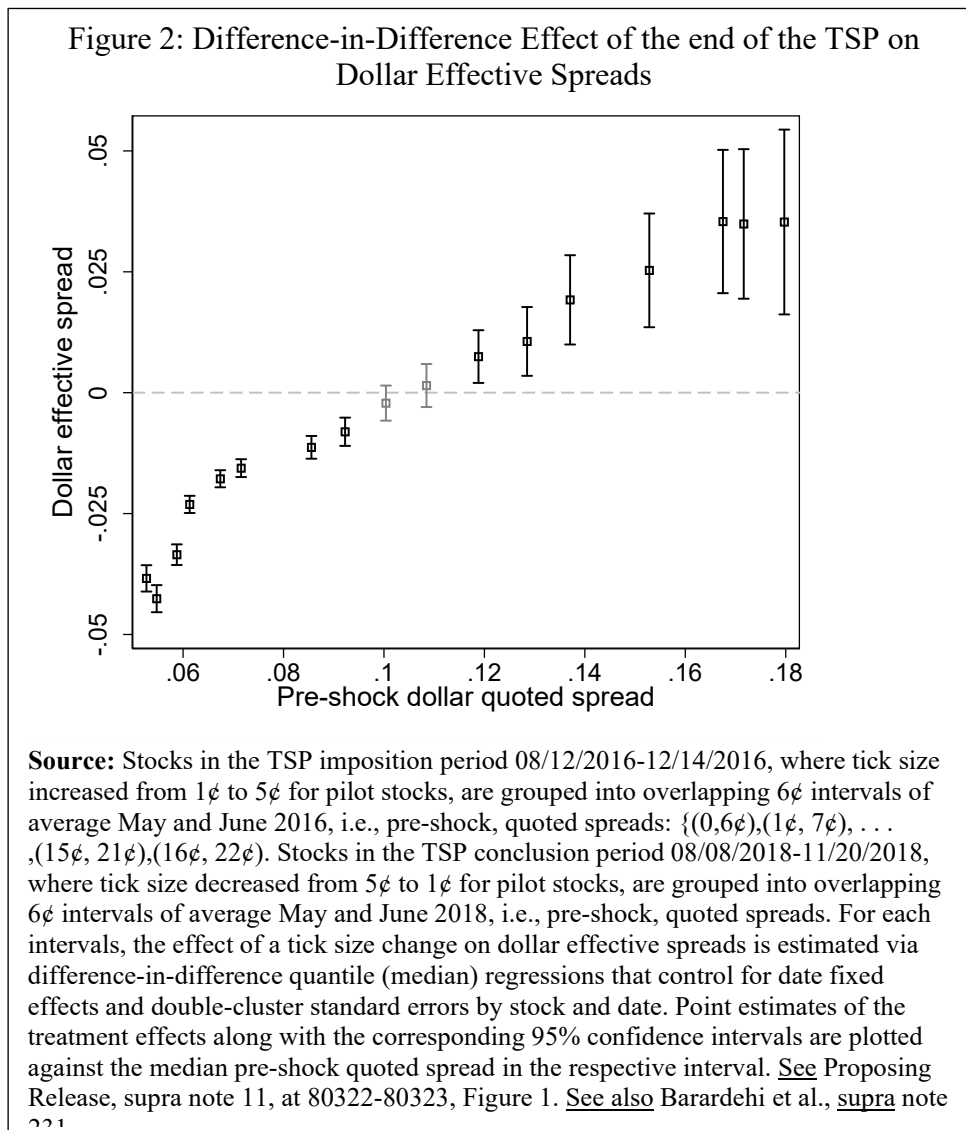 Figure 2: Difference-in-Difference Effect of the end of the TSP on
Dollar Effective Spreads
Dollar effective spread
.05
.025
0
-.025
-.05
.06 .08 .1 .12 .14 .16 .18
Pre-shock dollar quoted spread
Source: Stocks in the TSP imposition period 08/12/2016-12/14/2016, where tick size
increased from 1¢ to 5¢ for pilot stocks, are grouped into overlapping 6¢ intervals of
average May and June 2016, i.e., pre-shock, quoted spreads: {(0,6¢),(1¢, 7¢), . . .
,(15¢, 21¢),(16¢, 22¢). Stocks in the TSP conclusion period 08/08/2018-11/20/2018,
where tick size decreased from 5¢ to 1¢ for pilot stocks, are grouped into overlapping
6¢ intervals of average May and June 2018, i.e., pre-shock, quoted spreads. For each
intervals, the effect of a tick size change on dollar effective spreads is estimated via
difference-in-difference quantile (median) regressions that control for date fixed
effects and double-cluster standard errors by stock and date. Point estimates of the
treatment effects along with the corresponding 95% confidence intervals are plotted
against the median pre-shock quoted spread in the respective interval. See Proposing
Release, supra note 11, at 80322-80323, Figure 1. See also Barardehi et al., supra note